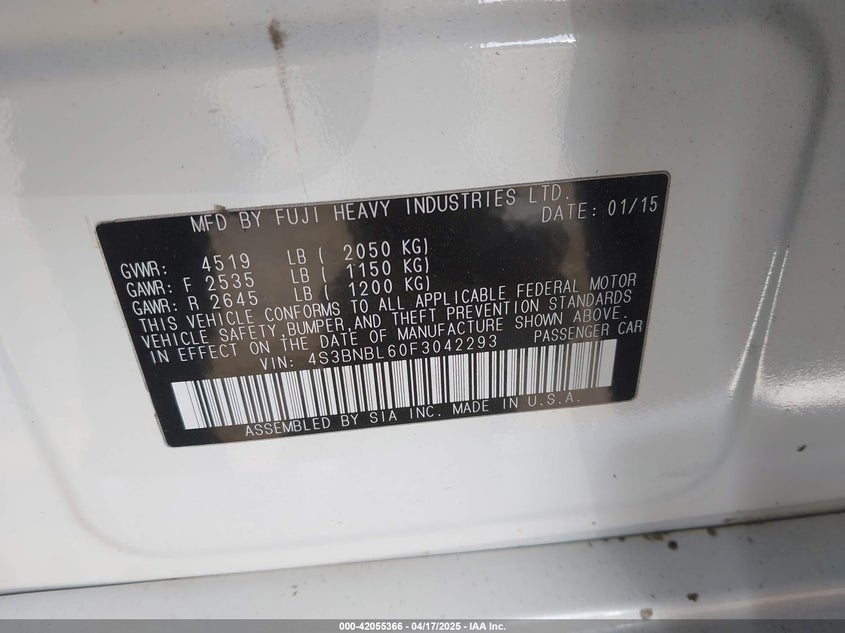 MFD BY FUJI HEAVY INDUSTRIES LTD.
DATE: 01/15
GVWR: 4519 LB ( 2050 KG)
GAWR: F 2535 LB ( 1150 KG)
GAWR: R 2645 LB ( 1200 KG)
THIS VEHICLE CONFORMS TO ALL APPLICABLE FEDERAL MOTOR
VEHICLE SAFETY,BUMPER,AND THEFT PREVENTION STANDARDS
IN EFFECT ON THE DATE OF MANUFACTURE SHOWN ABOVE.
VIN: 4S3BNBL60F3042293 PASSENGER CAR
ASSEMBLED BY SIA INC. MADE IN U.S.A.
000-42055366 - 04/17/2025 - IAA Inc.